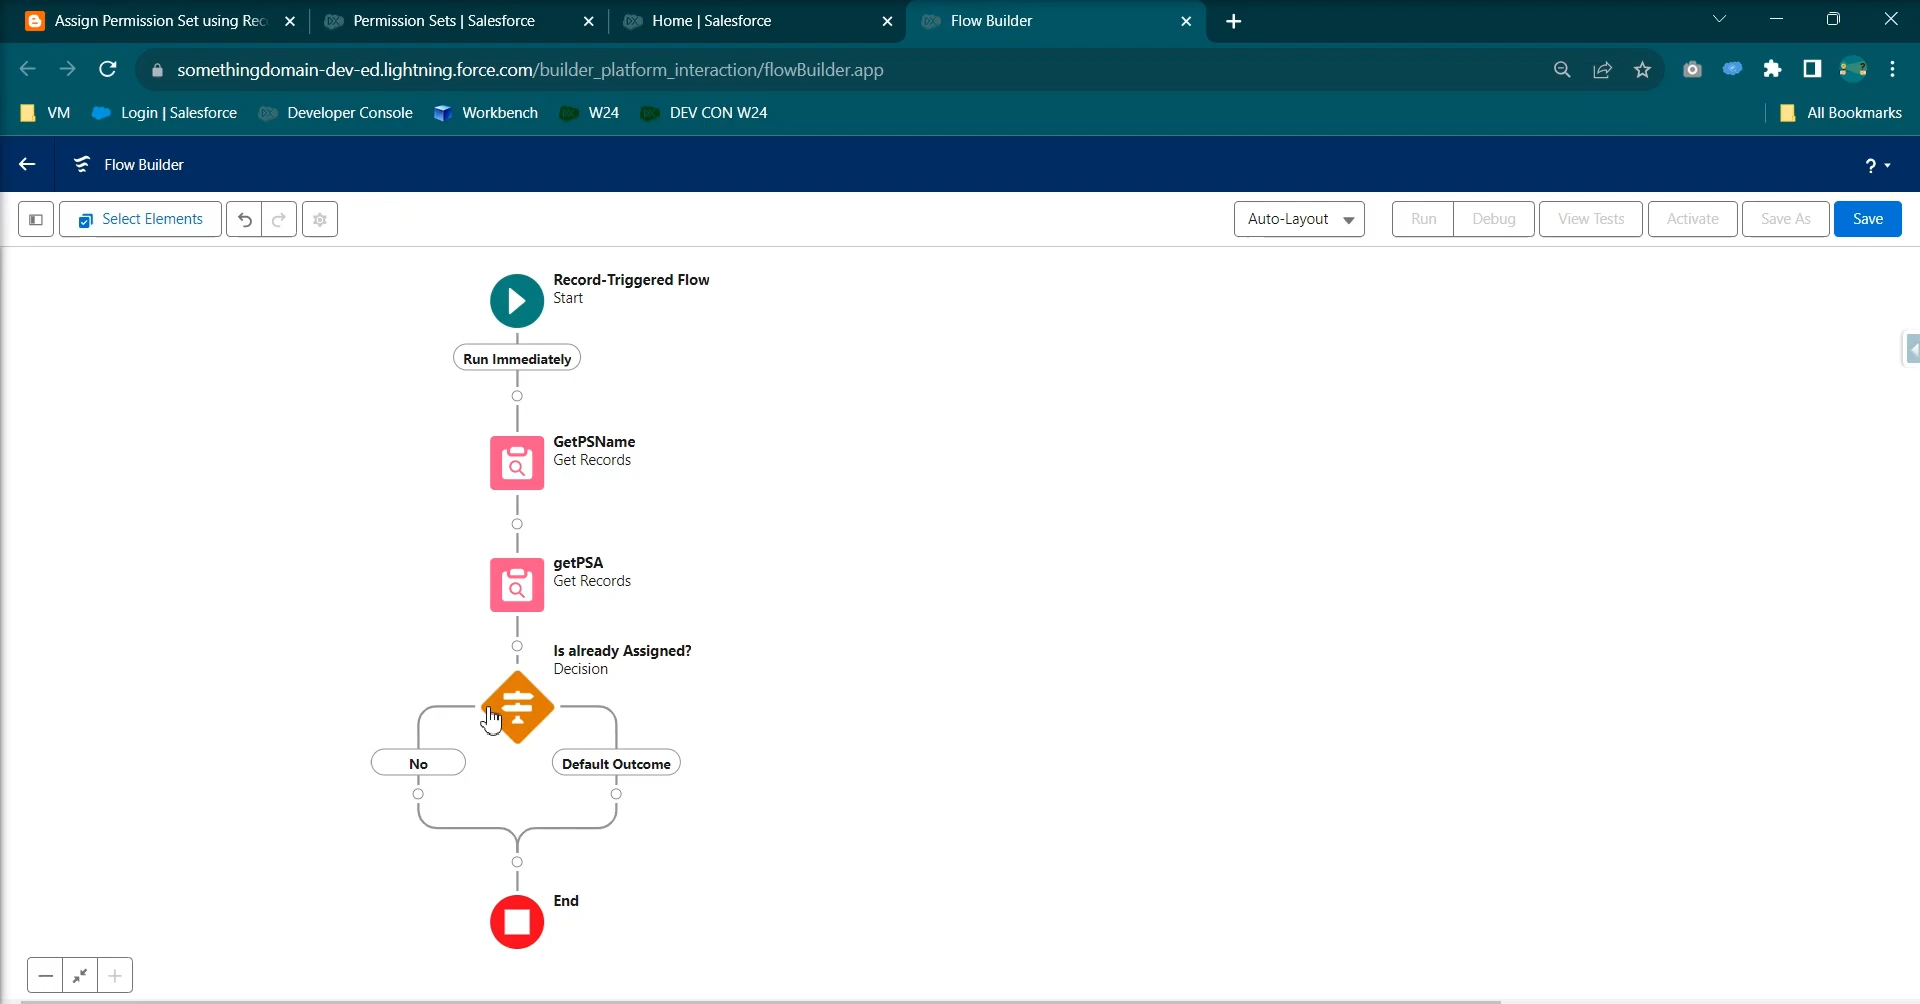 Assign Permission Set using Rec
Permission Sets | Salesforce
Home | Salesforce
Flow Builder
somethingdomain-dev-ed.lightning.force.com/builder_platform_interaction/flowBuilder.app
VM
Login | Salesforce
Developer Console
Workbench
W24
DEV CON W24
All Bookmarks
Flow Builder
?
Select Elements
Auto-Layout
Run
Debug
View Tests
Activate
Save As
Save
Record-Triggered Flow
Start
Run Immediately
GetPSName
Get Records
getPSA
Get Records
Is already Assigned?
Decision
No
Default Outcome
End